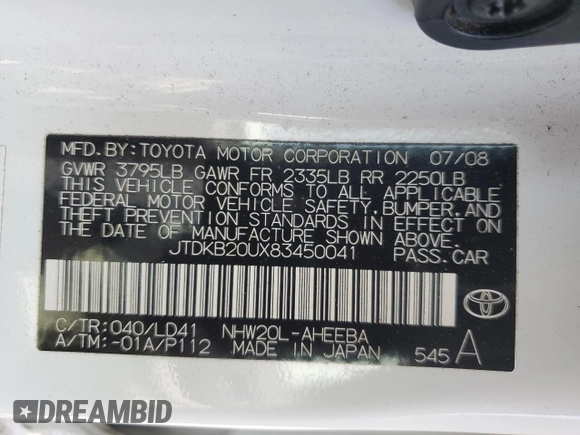 MFD. BY: TOYOTA MOTOR CORPORATION 07/08
GVWR 3795LB GAWR FR 2335LB RR 2250LB
THIS VEHICLE CONFORMS TO ALL APPLICABLE
FEDERAL MOTOR VEHICLE SAFETY, BUMPER, AND
THEFT PREVENTION STANDARDS IN EFFECT ON
THE DATE OF MANUFACTURE SHOWN ABOVE.
JTDKB20UX83450041 PASS.CAR
C/TR: 040/LD41 NHW20L-AHEEBA
A/TM: -01A/P112 MADE IN JAPAN 545 A
DREAMBID